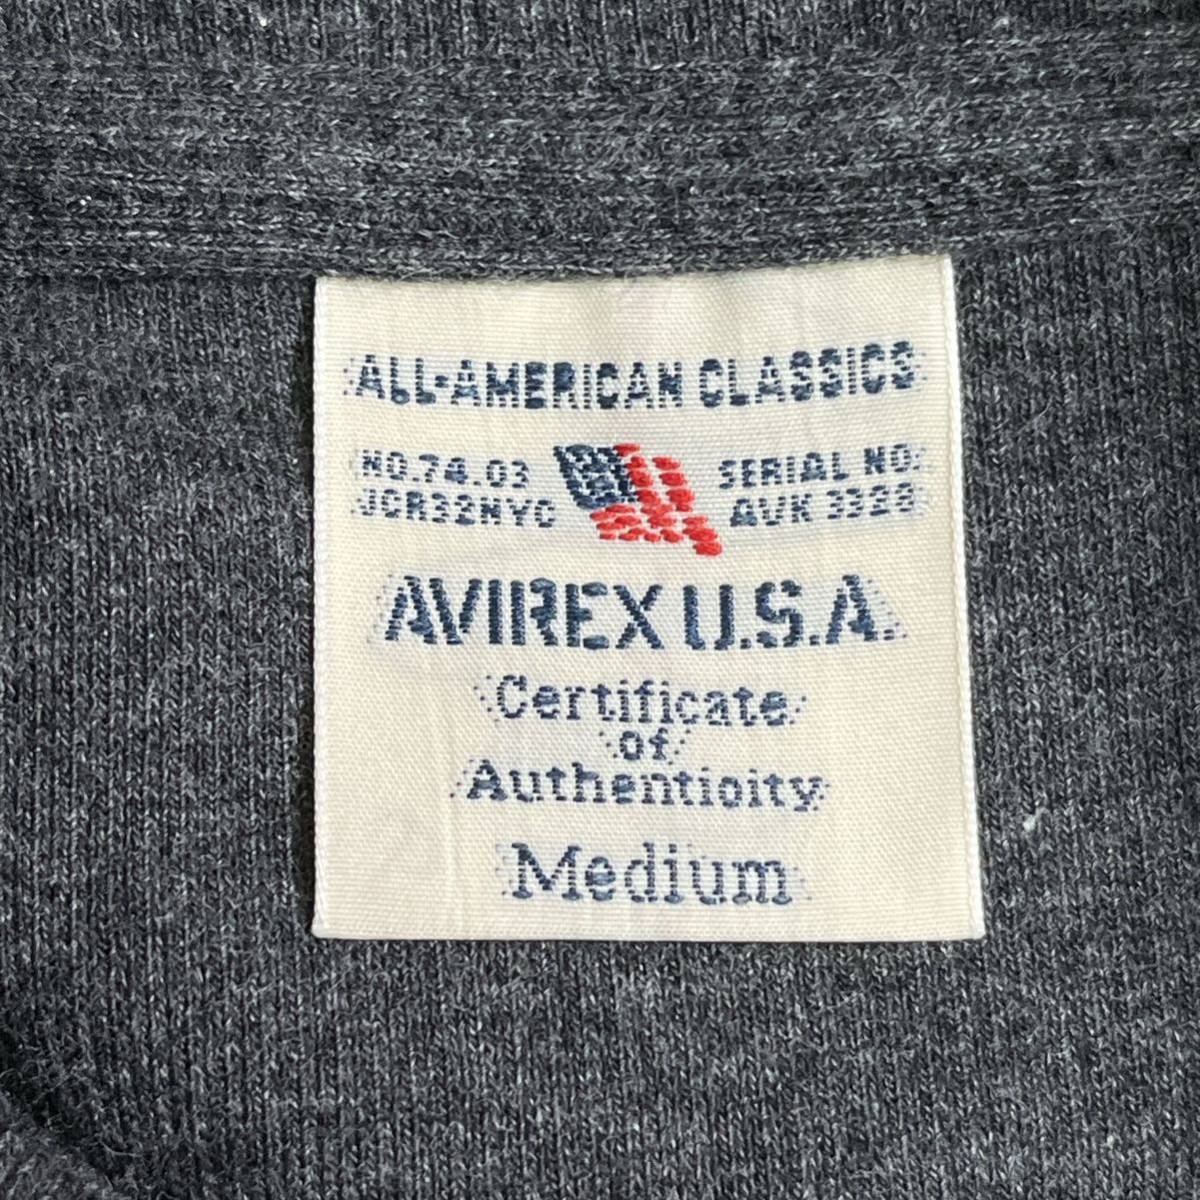 ALL-AMERICAN CLASSICS
NO.74.03
JCR32NYC
SERIAL NO.
AVK 3328
AVIREX U.S.A.
Certificate
of
Authenticity
Medium